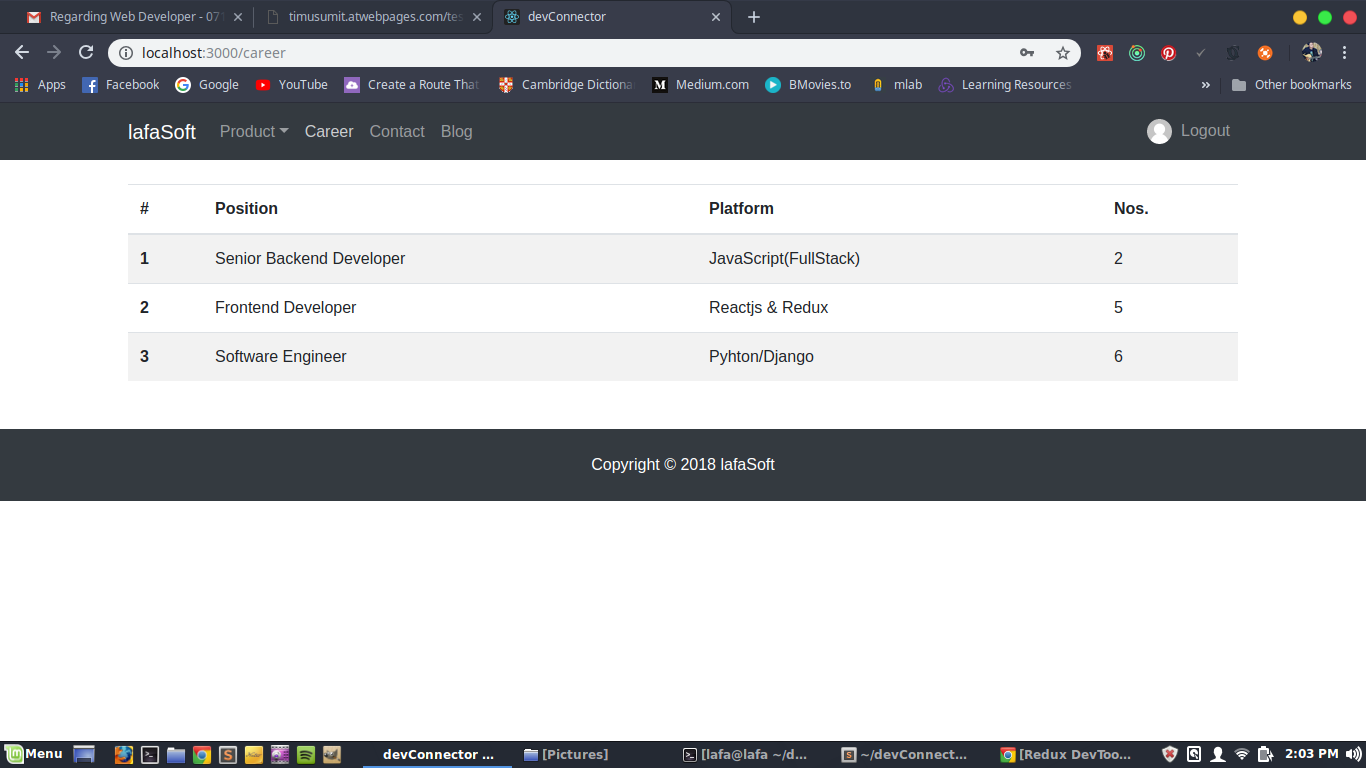 Regarding Web Developer - 071
timusumit.atwebpages.com/tes
devConnector
localhost:3000/career
Apps
Facebook
Google
YouTube
Create a Route That
Cambridge Dictiona
Medium.com
BMovies.to
mlab
Learning Resources
»
Other bookmarks
lafaSoft Product Career Contact Blog Logout
# Position Platform Nos.
1 Senior Backend Developer JavaScript(FullStack) 2
2 Frontend Developer Reactjs & Redux 5
3 Software Engineer Pyhton/Django 6
Copyright © 2018 lafaSoft
Menu devConnector ... [Pictures] [lafa@lafa ~/d... ~/devConnect... [Redux DevToo... 2:03 PM